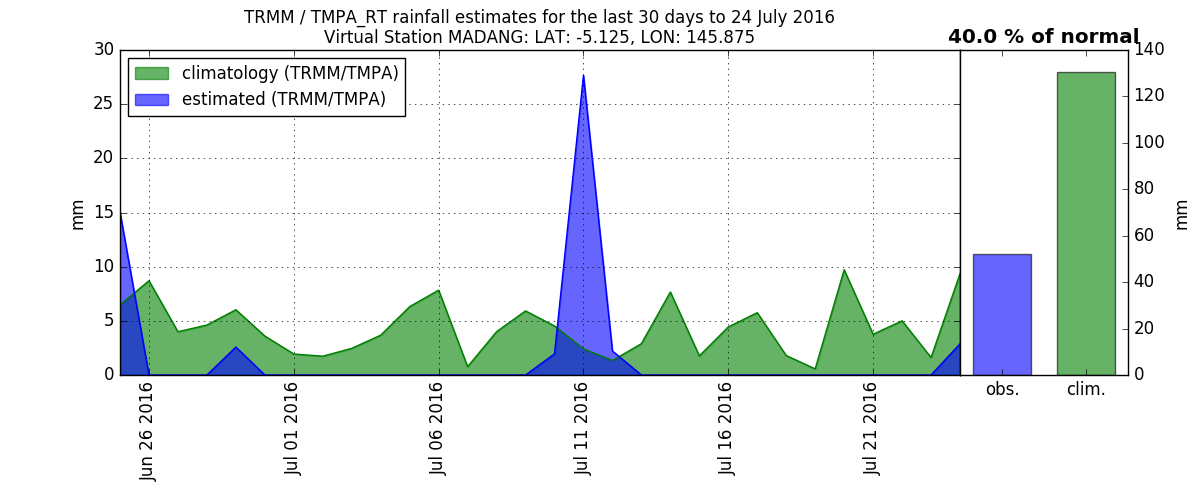 TRMM / TMPA_RT rainfall estimates for the last 30 days to 24 July 2016
Virtual Station MADANG: LAT: -5.125, LON: 145.875
40.0 % of normal
climatology (TRMM/TMPA)
estimated (TRMM/TMPA)
30
25
20
15
10
5
0
mm
Jun 26 2016
Jul 01 2016
Jul 06 2016
Jul 11 2016
Jul 16 2016
Jul 21 2016
obs.
clim.
140
120
100
80
60
40
20
0
mm